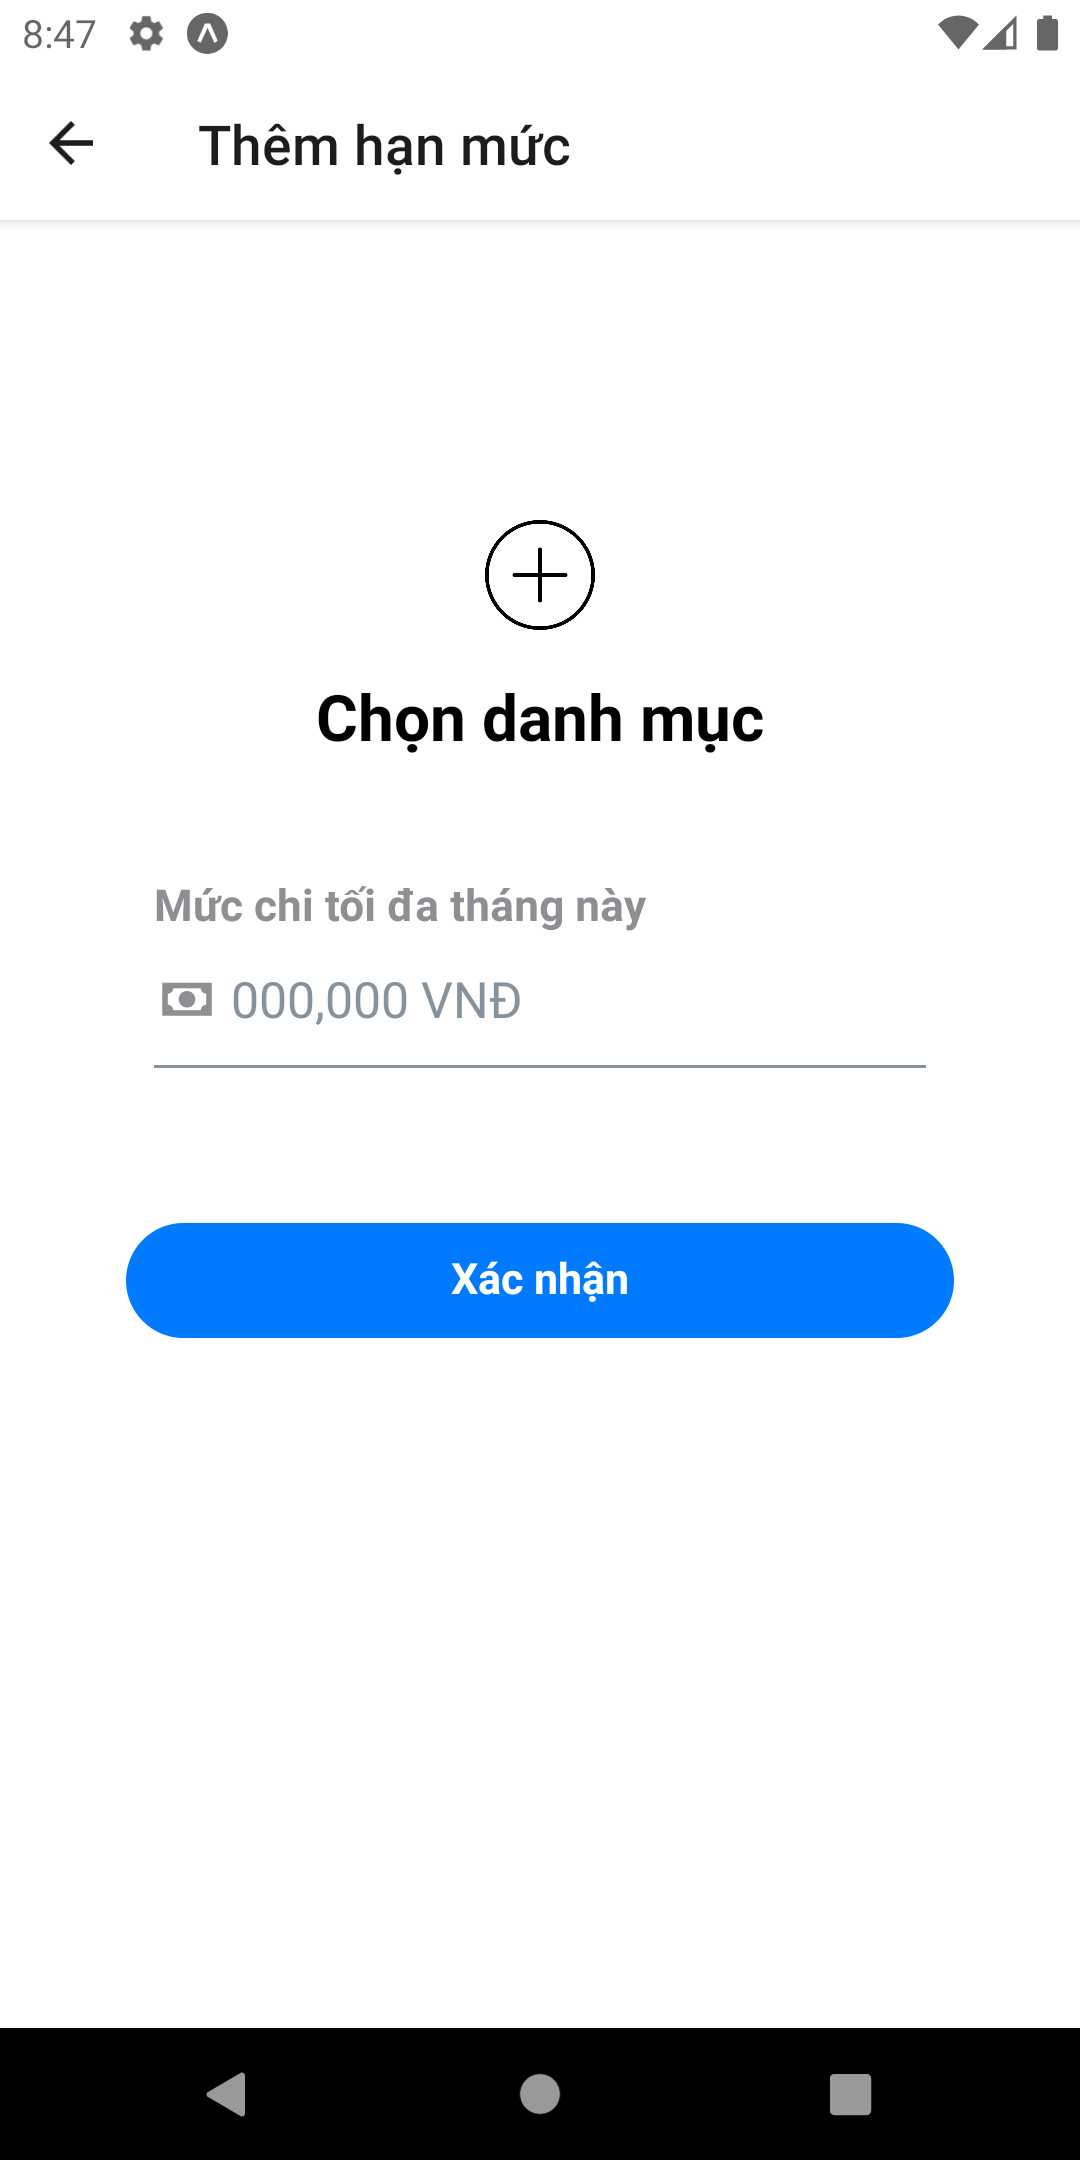 8:47
Thêm hạn mức
Chọn danh mục
Mức chi tối đa tháng này
000,000 VNĐ
Xác nhận